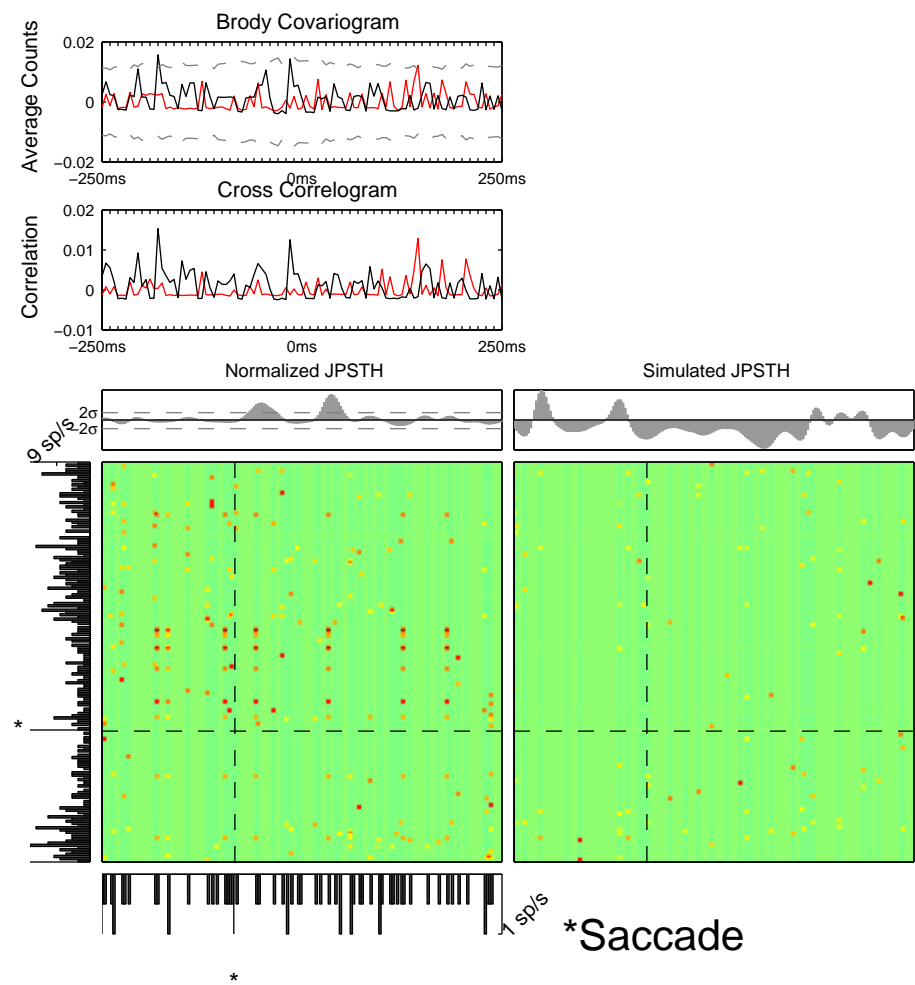 Brody Covariogram
Average Counts
0.02
0
−0.02
−250ms 0ms 250ms
Cross Correlogram
Correlation
0.02
0.01
0
−0.01
−250ms 0ms 250ms
Normalized JPSTH
Simulated JPSTH
2σ
−2σ
9 sp/s
*
1 sp/s
*Saccade
*